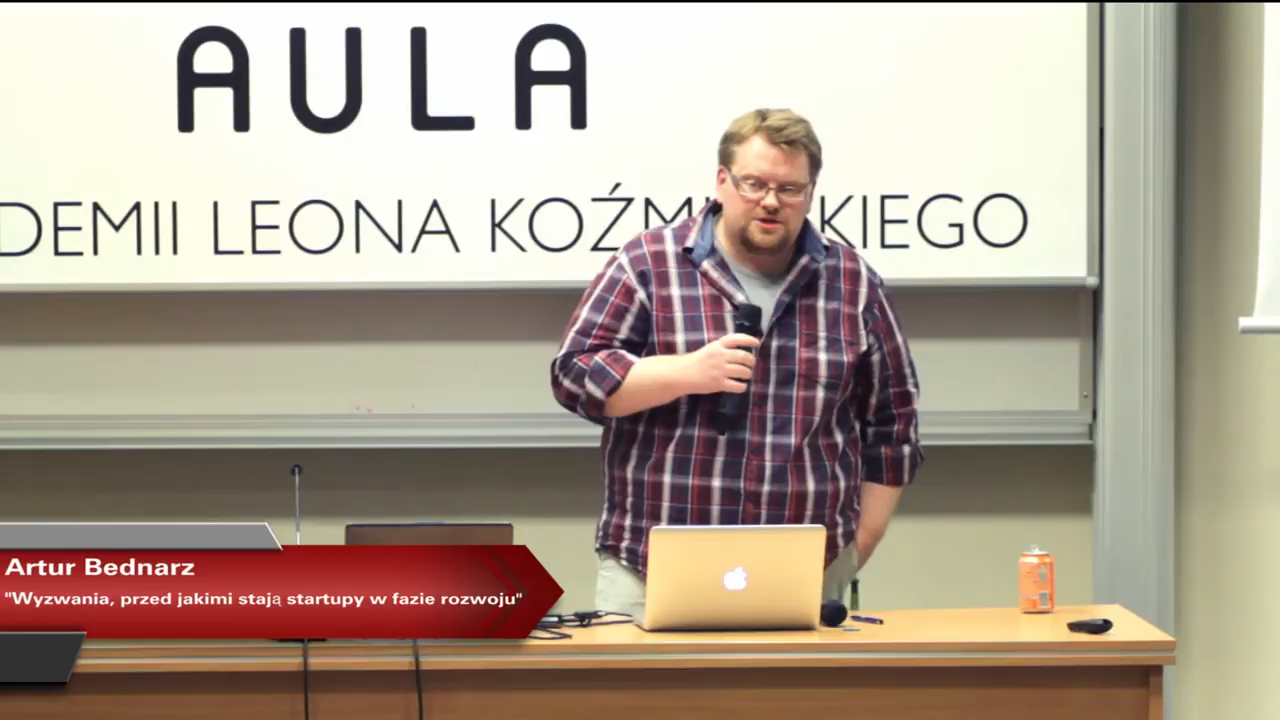 AULA
DEMII LEONA KOŹM KIEGO
Artur Bednarz
"Wyzwania, przed jakimi stają startupy w fazie rozwoju"